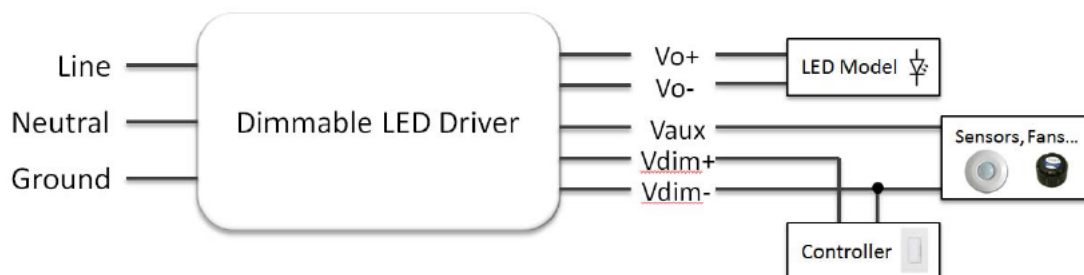 Line
Neutral
Ground
Dimmable LED Driver
Vo+
Vo-
Vaux
Vdim+
Vdim-
LED Model
Sensors, Fans...
Controller